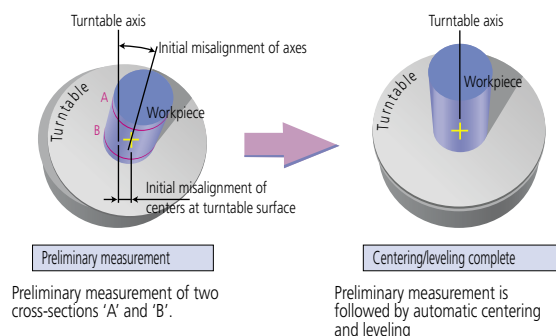 Turntable axis
Initial misalignment of axes
A
Turntable
Workpiece
B
Initial misalignment of
centers at turntable surface
Preliminary measurement
Preliminary measurement of two
cross-sections ‘A’ and ‘B’.
Turntable axis
Turntable
Workpiece
Centering/leveling complete
Preliminary measurement is
followed by automatic centering
and leveling